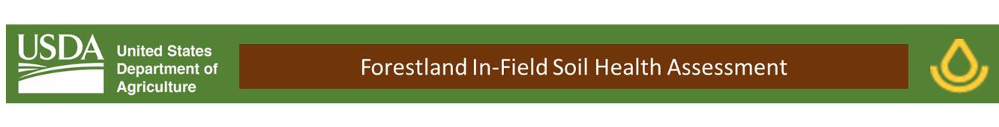 USDA
United States
Department of
Agriculture
Forestland In-Field Soil Health Assessment